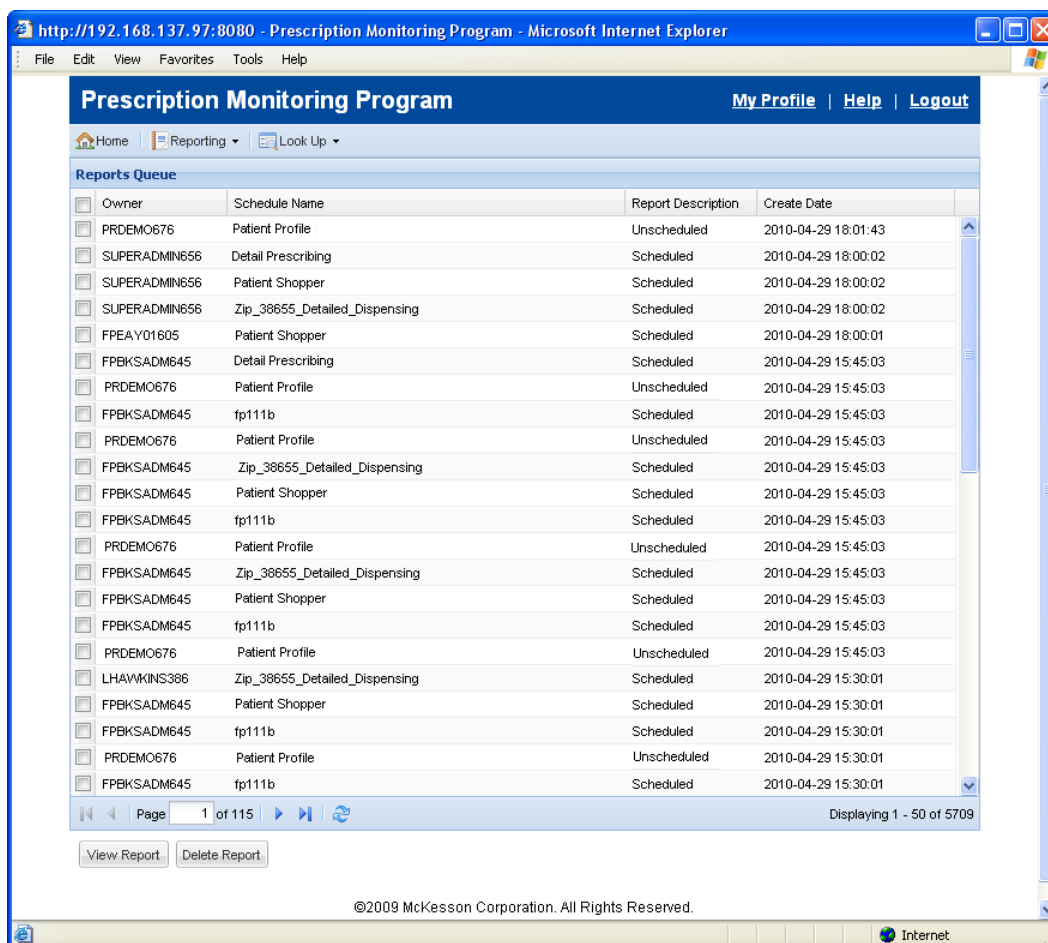 http://192.168.137.97:8080 - Prescription Monitoring Program - Microsoft Internet Explorer
File Edit View Favorites Tools Help
Prescription Monitoring Program My Profile | Help | Logout
Home Reporting Look Up
Reports Queue
Owner Schedule Name Report Description Create Date
PRDEMO676 Patient Profile Unscheduled 2010-04-29 18:01:43
SUPERADMIN656 Detail Prescribing Scheduled 2010-04-29 18:00:02
SUPERADMIN656 Patient Shopper Scheduled 2010-04-29 18:00:02
SUPERADMIN656 Zip_38655_Detailed_Dispensing Scheduled 2010-04-29 18:00:02
FPEAY01605 Patient Shopper Scheduled 2010-04-29 18:00:01
FPBKSADM645 Detail Prescribing Scheduled 2010-04-29 15:45:03
PRDEMO676 Patient Profile Unscheduled 2010-04-29 15:45:03
FPBKSADM645 fp111b Scheduled 2010-04-29 15:45:03
PRDEMO676 Patient Profile Unscheduled 2010-04-29 15:45:03
FPBKSADM645 Zip_38655_Detailed_Dispensing Scheduled 2010-04-29 15:45:03
FPBKSADM645 Patient Shopper Scheduled 2010-04-29 15:45:03
FPBKSADM645 fp111b Scheduled 2010-04-29 15:45:03
PRDEMO676 Patient Profile Unscheduled 2010-04-29 15:45:03
FPBKSADM645 Zip_38655_Detailed_Dispensing Scheduled 2010-04-29 15:45:03
FPBKSADM645 Patient Shopper Scheduled 2010-04-29 15:45:03
FPBKSADM645 fp111b Scheduled 2010-04-29 15:45:03
PRDEMO676 Patient Profile Unscheduled 2010-04-29 15:45:03
LHAWKINS386 Zip_38655_Detailed_Dispensing Scheduled 2010-04-29 15:30:01
FPBKSADM645 Patient Shopper Scheduled 2010-04-29 15:30:01
FPBKSADM645 fp111b Scheduled 2010-04-29 15:30:01
PRDEMO676 Patient Profile Unscheduled 2010-04-29 15:30:01
FPBKSADM645 fp111b Scheduled 2010-04-29 15:30:01
Page 1 of 115 Displaying 1 - 50 of 5709
View Report Delete Report
©2009 McKesson Corporation. All Rights Reserved.
Internet